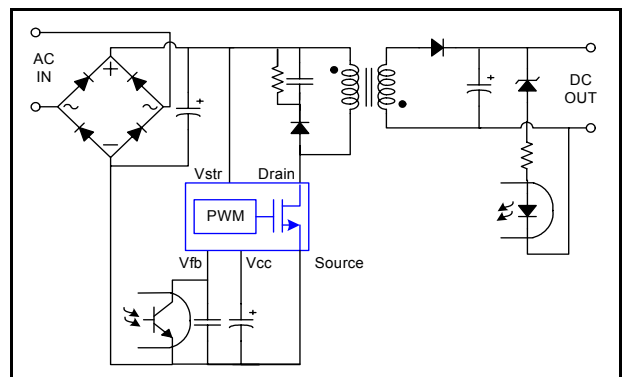 AC
IN
DC
OUT
Vstr
Drain
PWM
Vfb
Vcc
Source